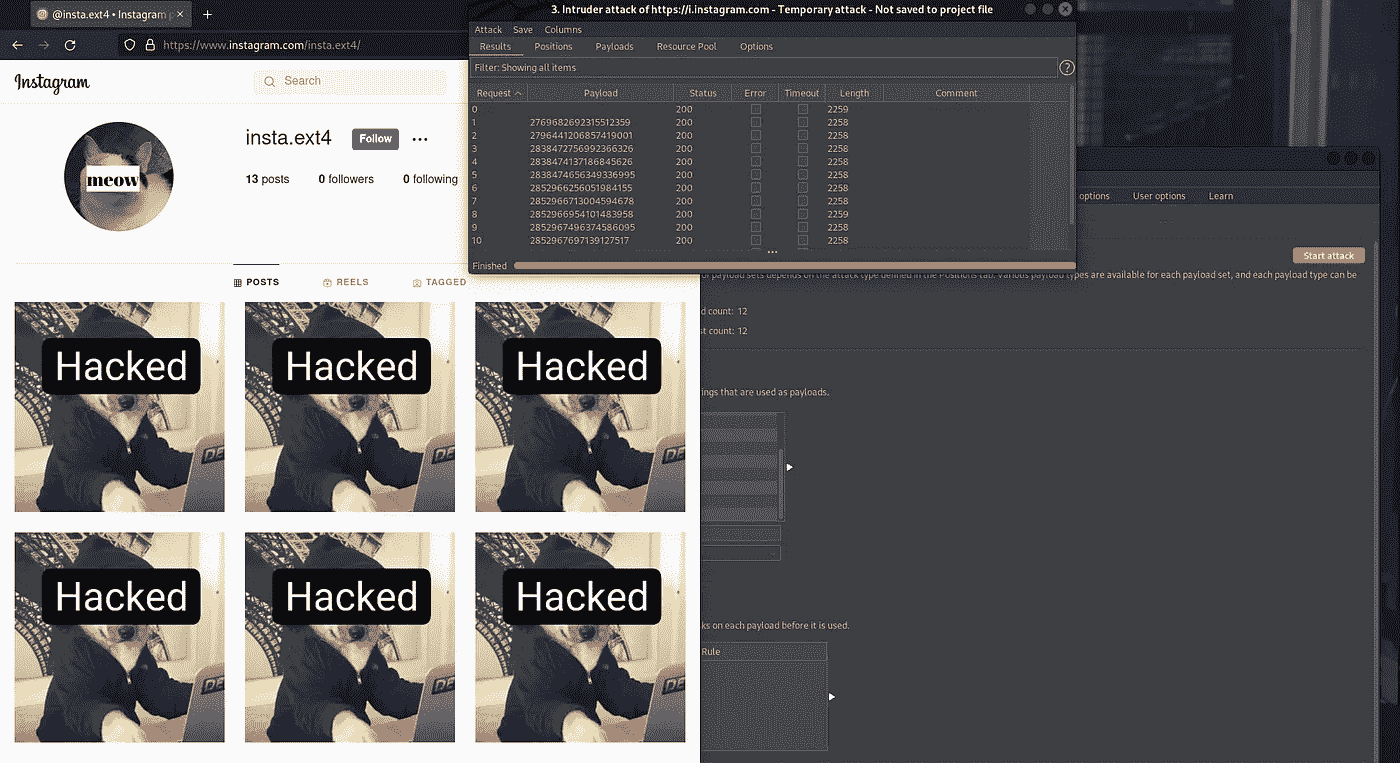 @insta.ext4 • Instagram p
https://www.instagram.com/insta.ext4/
Instagram
Search
insta.ext4
Follow
13 posts
0 followers
0 following
meow
POSTS
REELS
TAGGED
Hacked
Hacked
Hacked
Hacked
Hacked
Hacked
3. Intruder attack of https://i.instagram.com - Temporary attack - Not saved to project file
Attack Save Columns
Results Positions Payloads Resource Pool Options
Filter: Showing all items
Request Payload Status Error Timeout Length Comment
0 200 2259
1 2769682692315512359 200 2258
2 2796441206857419001 200 2258
3 2838472756992366326 200 2258
4 2838474137186845626 200 2258
5 2838474656349336995 200 2258
6 2852966256051984155 200 2258
7 2852966713004594678 200 2258
8 2852966954101483958 200 2259
9 2852967496374586095 200 2258
10 2852967697139127517 200 2258
Finished
options User options Learn
Start attack
or payload sets depends on the attack type defined in the Positions tab. Various payload types are available for each payload set, and each payload type can be
d count: 12
st count: 12
ings that are used as payloads.
ks on each payload before it is used.
Rule